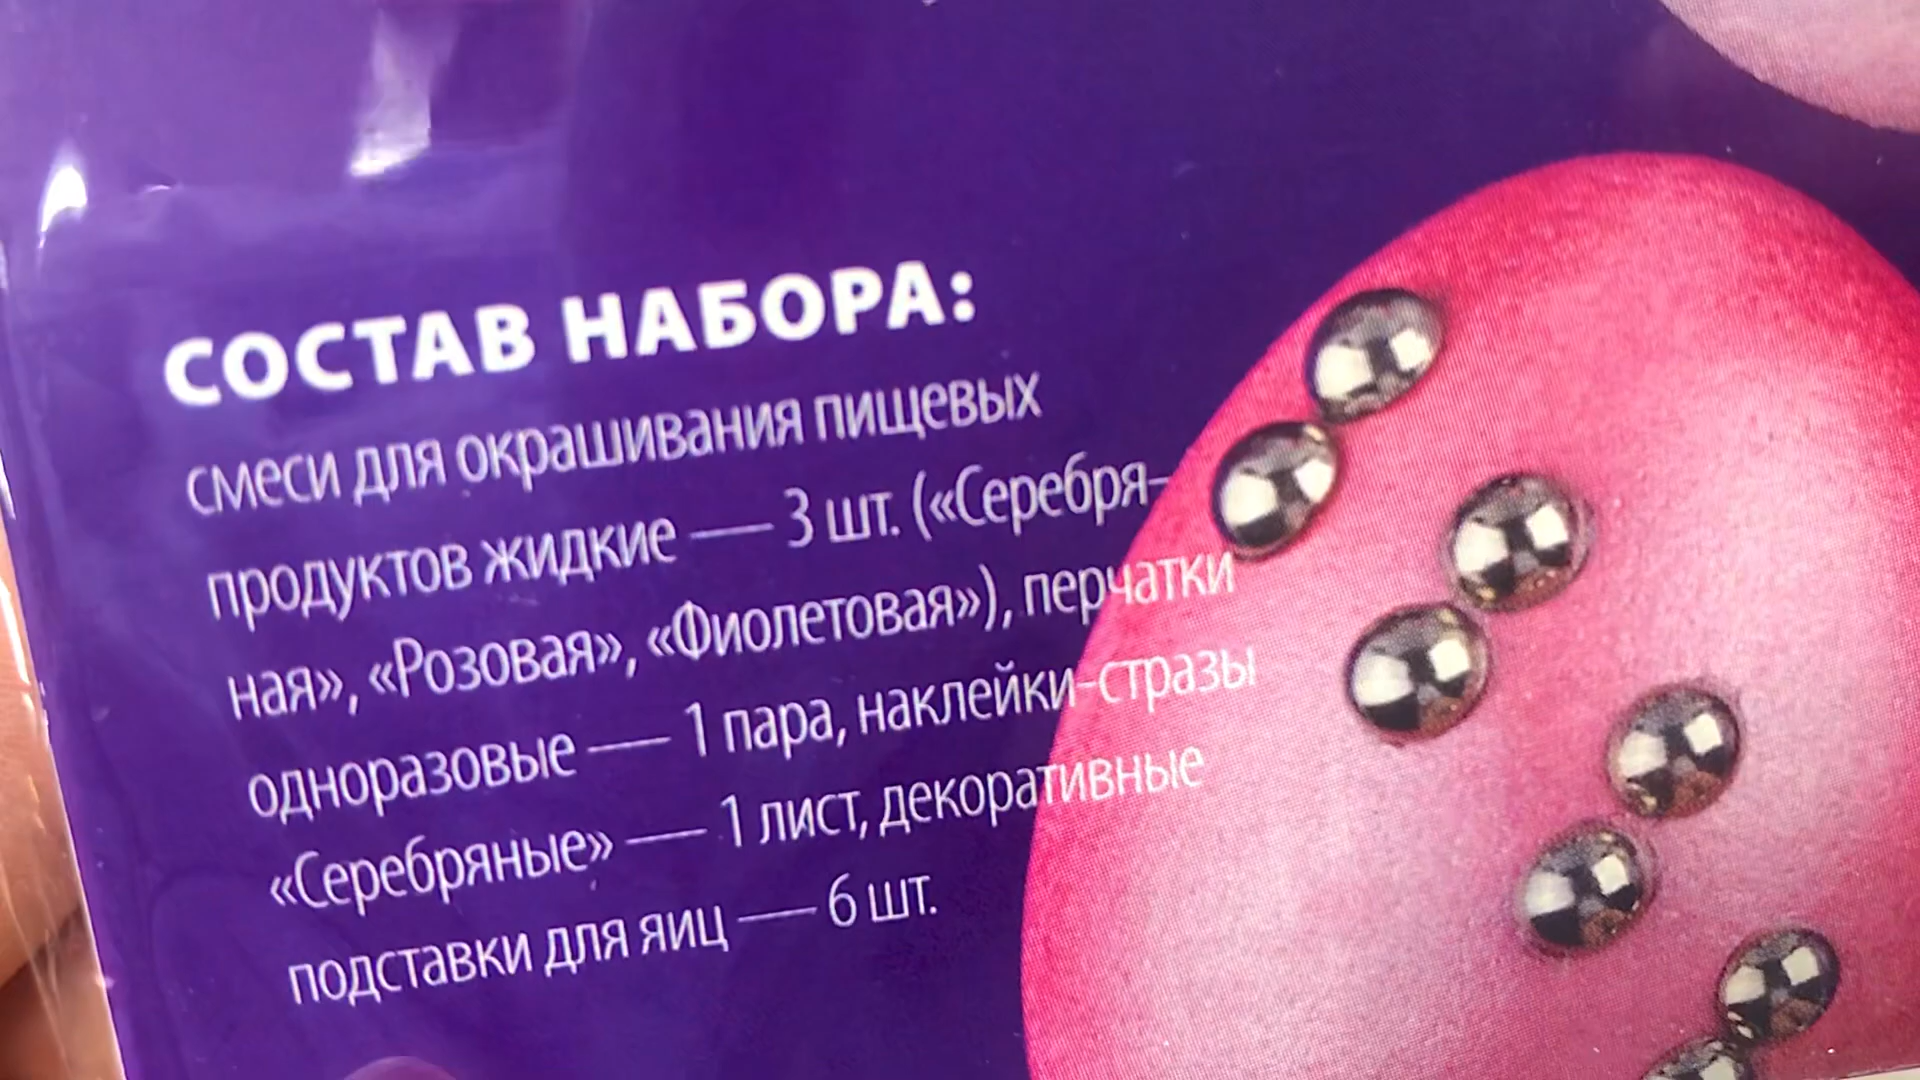 СОСТАВ НАБОРА:
смеси для окрашивания пищевых
продуктов жидкие — 3 шт. («Серебря-
ная», «Розовая», «Фиолетовая»), перчатки
одноразовые — 1 пара, наклейки-стразы
«Серебряные» — 1 лист, декоративные
подставки для яиц — 6 шт.